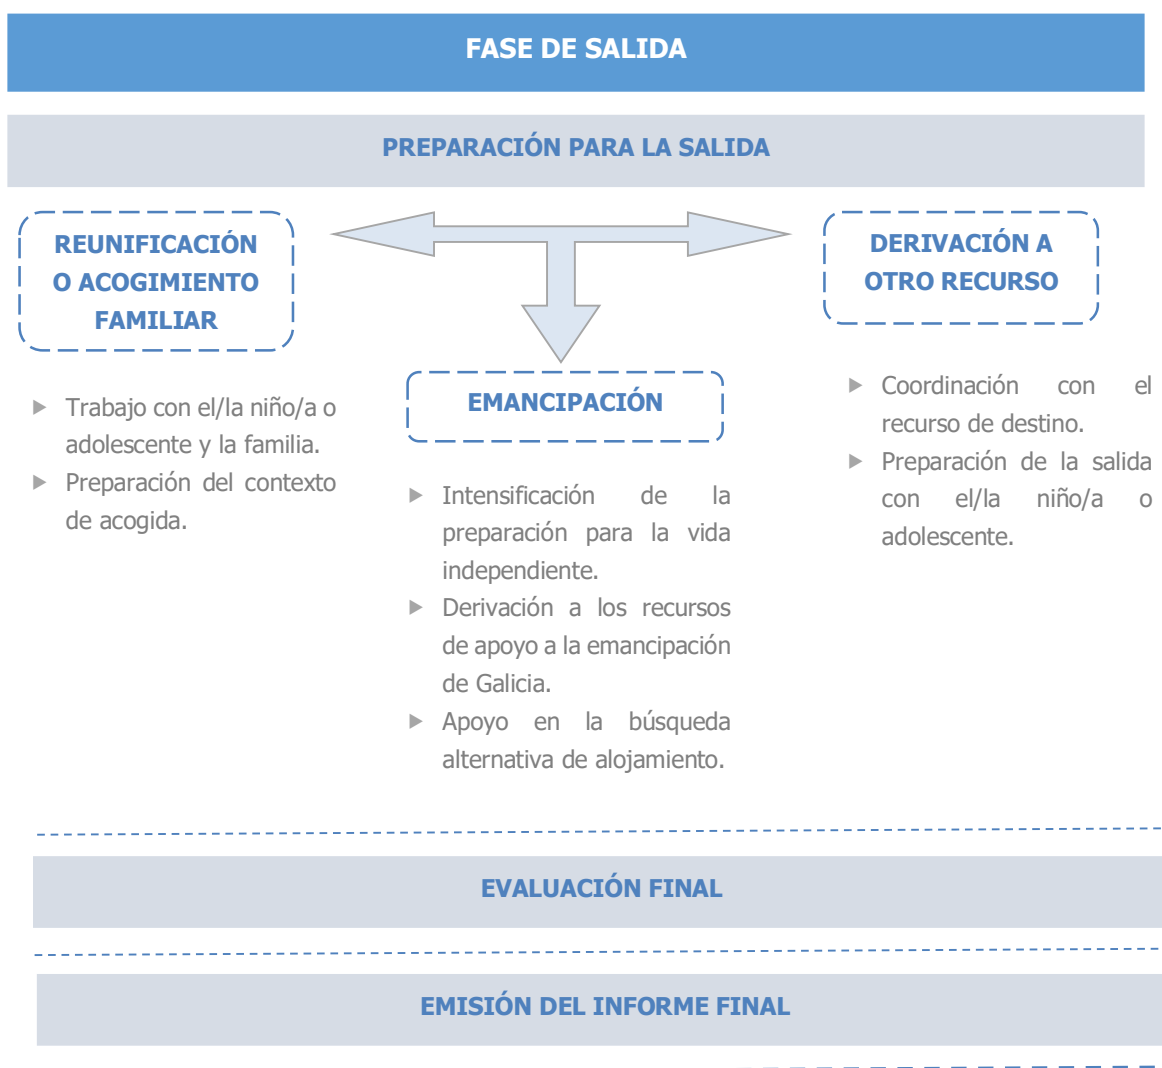 FASE DE SALIDA
PREPARACIÓN PARA LA SALIDA
REUNIFICACIÓN
O ACOGIMIENTO
FAMILIAR
▶ Trabajo con el/la niño/a o
adolescente y la familia.
▶ Preparación del contexto
de acogida.
EMANCIPACIÓN
▶ Intensificación de la
preparación para la vida
independiente.
▶ Derivación a los recursos
de apoyo a la emancipación
de Galicia.
▶ Apoyo en la búsqueda
alternativa de alojamiento.
DERIVACIÓN A
OTRO RECURSO
▶ Coordinación con el
recurso de destino.
▶ Preparación de la salida
con el/la niño/a o
adolescente.
EVALUACIÓN FINAL
EMISIÓN DEL INFORME FINAL